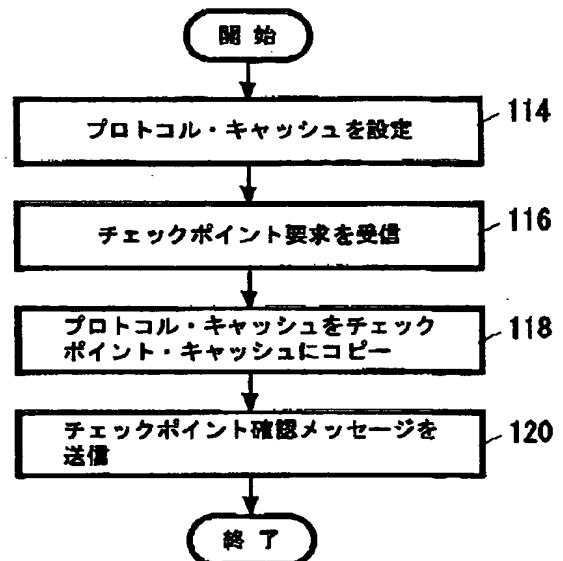 開 始
プロトコル・キャッシュを設定
114
チェックポイント要求を受信
116
プロトコル・キャッシュをチェック
ポイント・キャッシュにコピー
118
チェックポイント確認メッセージを
送信
120
終 了